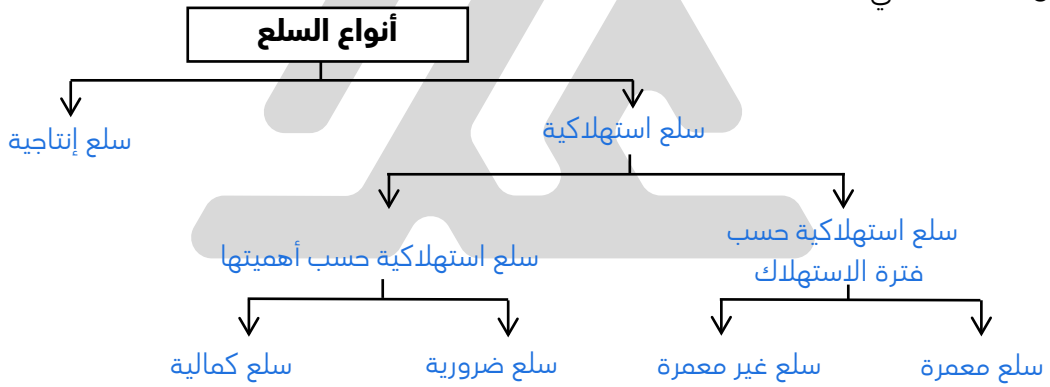 أنواع السلع
سلع استهلاكية
سلع إنتاجية
سلع استهلاكية حسب
فترة الاستهلاك
سلع استهلاكية حسب أهميتها
سلع معمرة
سلع غير معمرة
سلع ضرورية
سلع كمالية